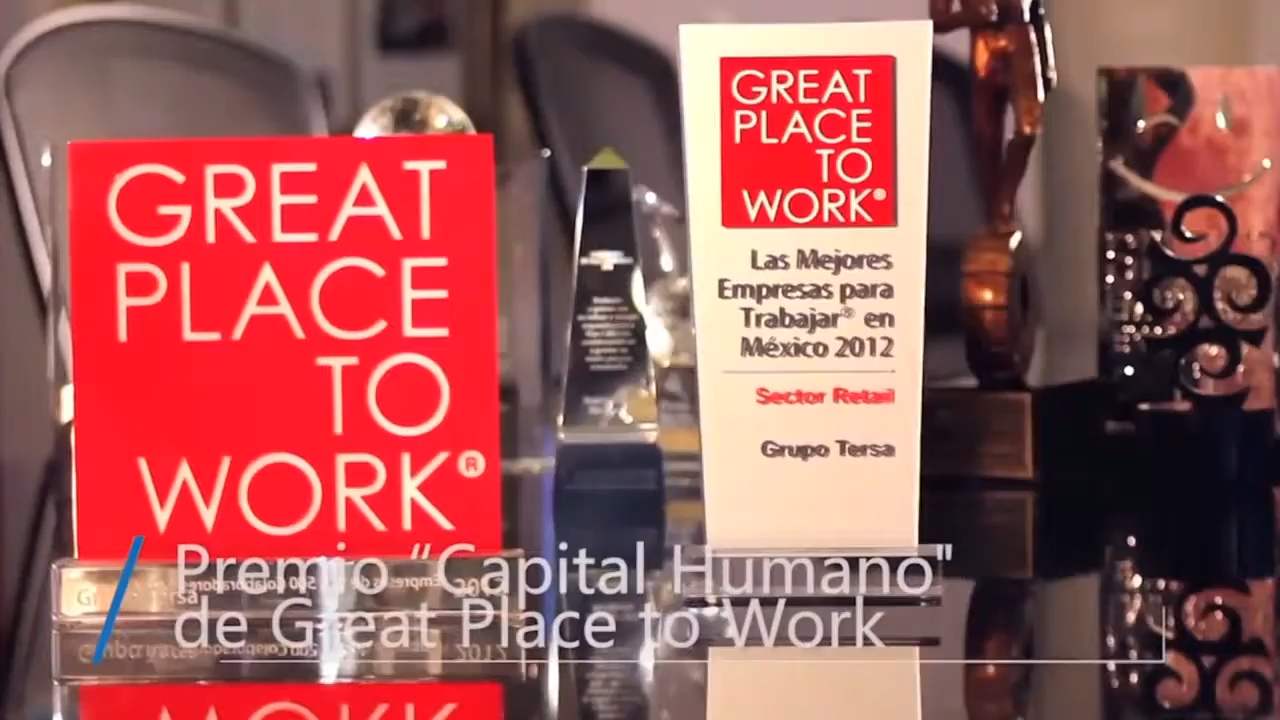 GREAT
PLACE
TO
WORK®
GREAT
PLACE
TO
WORK®
Las Mejores
Empresas para
Trabajar® en
México 2012
Sector Retail
Grupo Tersa
Premio “Capital Humano"
de Great Place to Work